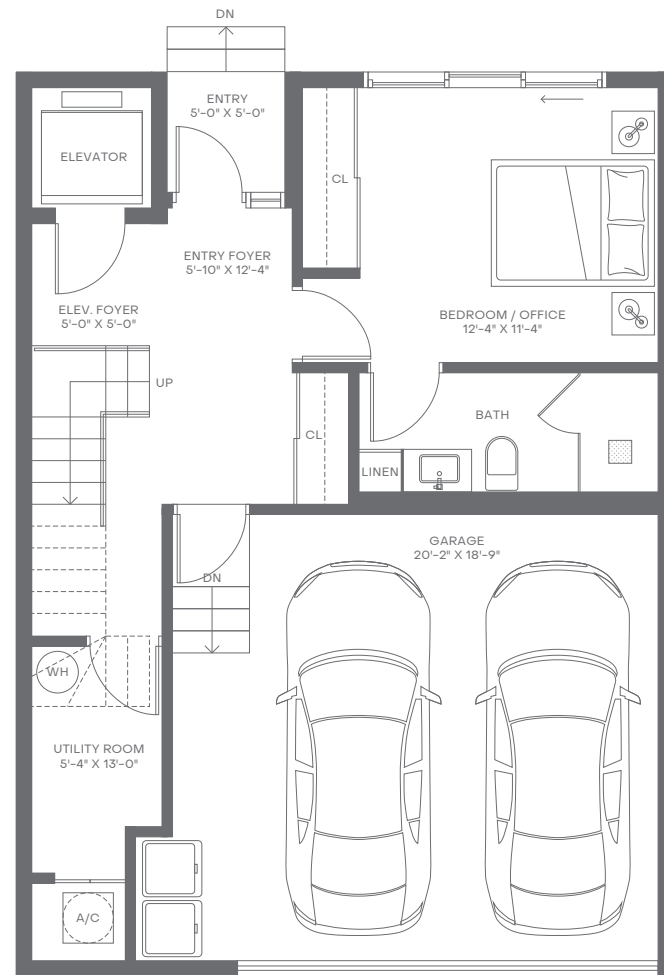 DN
ENTRY
5'-0" X 5'-0"
ELEVATOR
CL
ENTRY FOYER
5'-10" X 12'-4"
ELEV. FOYER
5'-0" X 5'-0"
BEDROOM / OFFICE
12'-4" X 11'-4"
UP
BATH
CL
LINEN
GARAGE
20'-2" X 18'-9"
DN
WH
UTILITY ROOM
5'-4" X 13'-0"
A/C